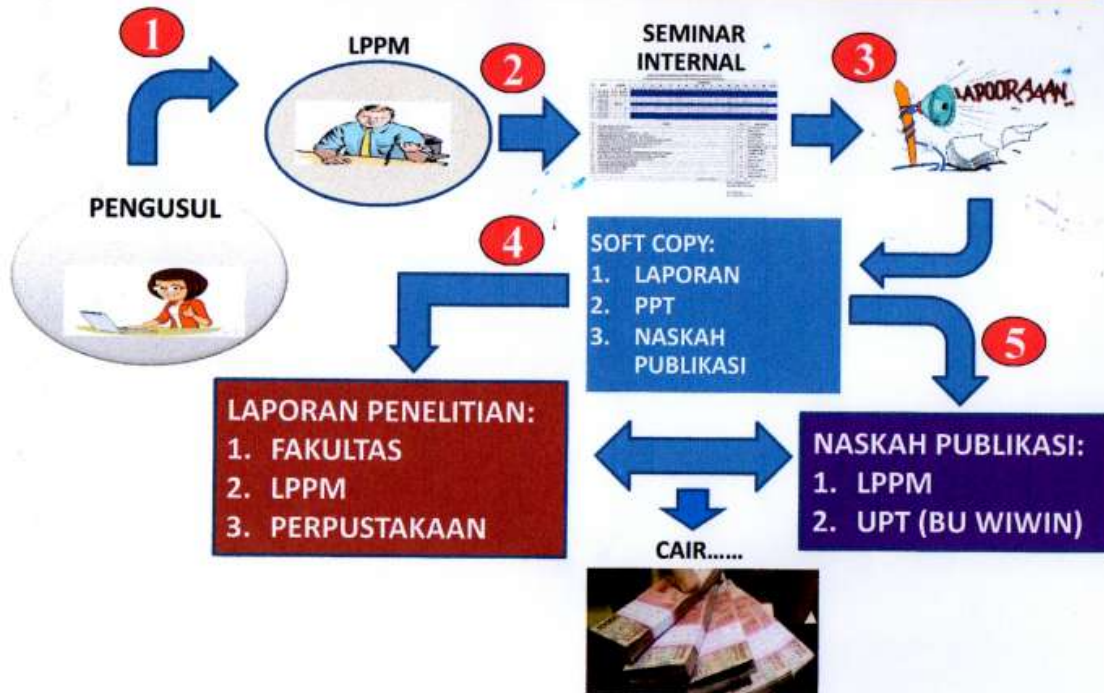 1
LPPM
2
SEMINAR
INTERNAL
3
LAPOORAAAN
PENGUSUL
4
SOFT COPY:
1. LAPORAN
2. PPT
3. NASKAH
PUBLIKASI
5
LAPORAN PENELITIAN:
1. FAKULTAS
2. LPPM
3. PERPUSTAKAAN
NASKAH PUBLIKASI:
1. LPPM
2. UPT (BU WIWIN)
CAIR......